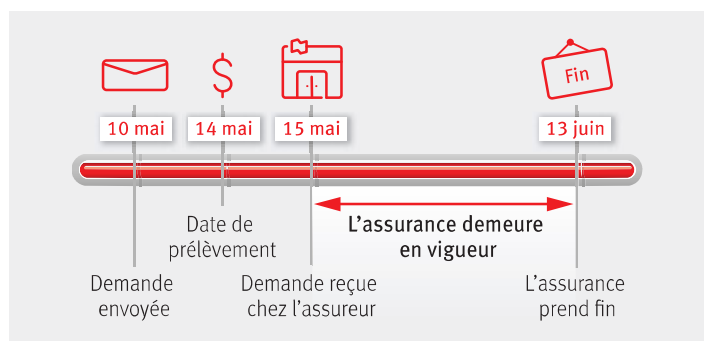 Fin
10 mai
14 mai
15 mai
13 juin
Date de
prélèvement
L'assurance demeure
en vigueur
Demande
envoyée
Demande reçue
chez l'assureur
L'assurance
prend fin